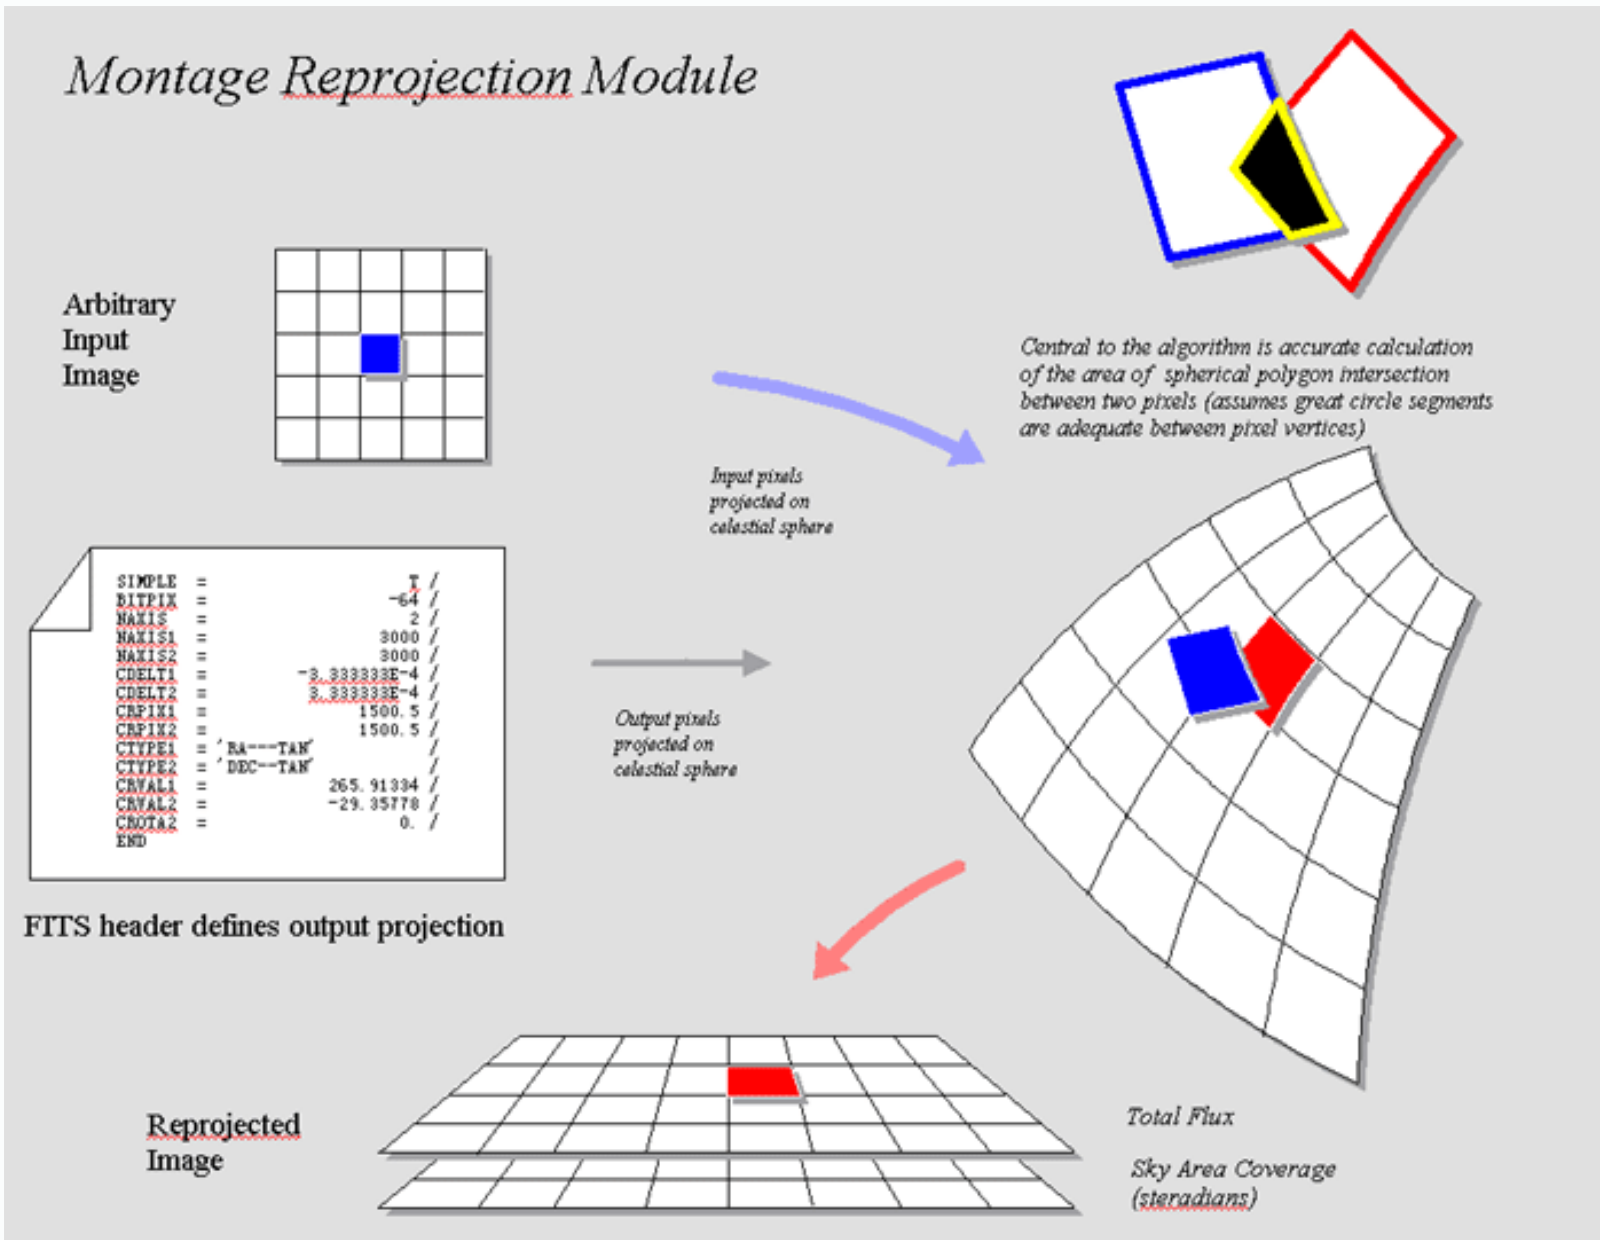 Montage Reprojection Module
Arbitrary
Input
Image
Central to the algorithm is accurate calculation
of the area of spherical polygon intersection
between two pixels (assumes great circle segments
are adequate between pixel vertices)
Input pixels
projected on
celestial sphere
SIMPLE = T /
BITPIX = -64 /
NAXIS = 2 /
NAXIS1 = 3000 /
NAXIS2 = 3000 /
CDELT1 = -3.333333E-4 /
CDELT2 = 3.333333E-4 /
CRPIX1 = 1500.5 /
CRPIX2 = 1500.5 /
CTYPE1 = 'RA---TAN' /
CTYPE2 = 'DEC--TAN' /
CRVAL1 = 265.91334 /
CRVAL2 = -29.35778 /
CROTA2 = 0. /
END
Output pixels
projected on
celestial sphere
FITS header defines output projection
Reprojected
Image
Total Flux
Sky Area Coverage
(steradians)